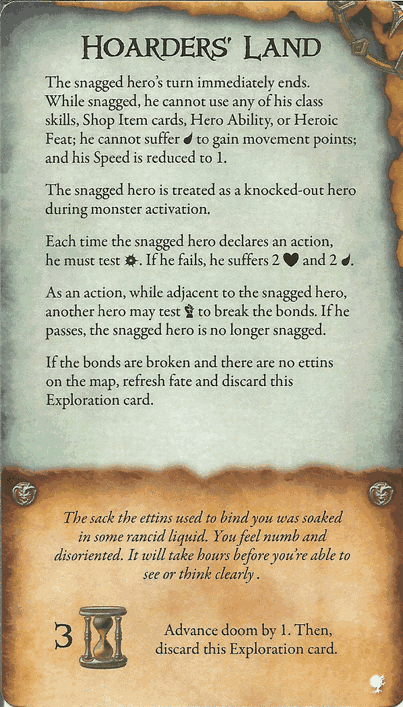 HOARDERS' LAND
The snagged hero's turn immediately ends.
While snagged, he cannot use any of his class
skills, Shop Item cards, Hero Ability, or Heroic
Feat; he cannot suffer to gain movement points;
and his Speed is reduced to 1.
The snagged hero is treated as a knocked-out hero
during monster activation.
Each time the snagged hero declares an action,
he must test . If he fails, he suffers 2 and 2 .
As an action, while adjacent to the snagged hero,
another hero may test to break the bonds. If he
passes, the snagged hero is no longer snagged.
If the bonds are broken and there are no ettins
on the map, refresh fate and discard this
Exploration card.
The sack the ettins used to bind you was soaked
in some rancid liquid. You feel numb and
disoriented. It will take hours before you're able to
see or think clearly .
3
Advance doom by 1. Then,
discard this Exploration card.